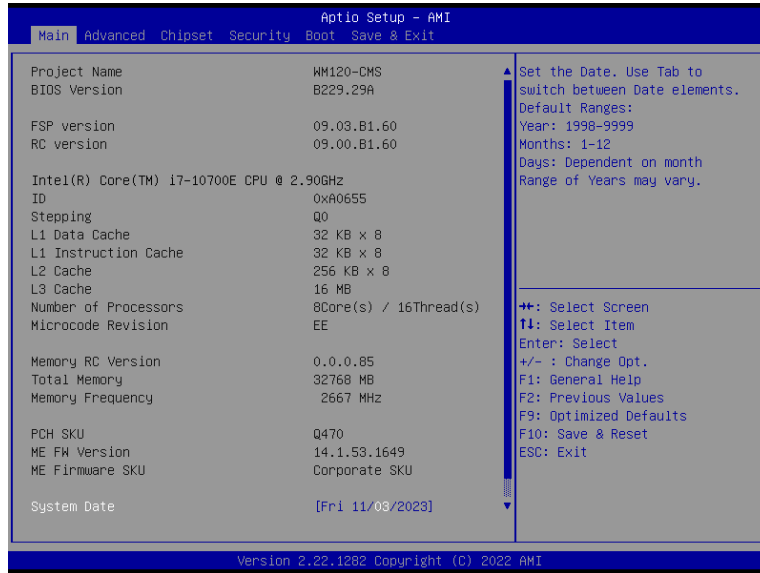 Aptio Setup – AMI
Main Advanced Chipset Security Boot Save & Exit
Project Name WM120-CMS
BIOS Version B229.29A
FSP version 09.03.B1.60
RC version 09.00.B1.60
Intel(R) Core(TM) i7-10700E CPU @ 2.90GHz
ID 0xA0655
Stepping Q0
L1 Data Cache 32 KB x 8
L1 Instruction Cache 32 KB x 8
L2 Cache 256 KB x 8
L3 Cache 16 MB
Number of Processors 8Core(s) / 16Thread(s)
Microcode Revision EE
Memory RC Version 0.0.0.85
Total Memory 32768 MB
Memory Frequency 2667 MHz
PCH SKU Q470
ME FW Version 14.1.53.1649
ME Firmware SKU Corporate SKU
System Date [Fri 11/03/2023]
Set the Date. Use Tab to
switch between Date elements.
Default Ranges:
Year: 1998-9999
Months: 1-12
Days: Dependent on month
Range of Years may vary.
→←: Select Screen
↑↓: Select Item
Enter: Select
+/- : Change Opt.
F1: General Help
F2: Previous Values
F9: Optimized Defaults
F10: Save & Reset
ESC: Exit
Version 2.22.1282 Copyright (C) 2022 AMI